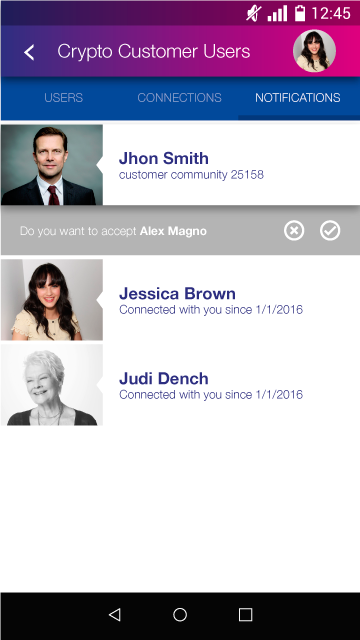 12:45
Crypto Customer Users
USERS CONNECTIONS NOTIFICATIONS
Jhon Smith
customer community 25158
Do you want to accept Alex Magno
Jessica Brown
Connected with you since 1/1/2016
Judi Dench
Connected with you since 1/1/2016